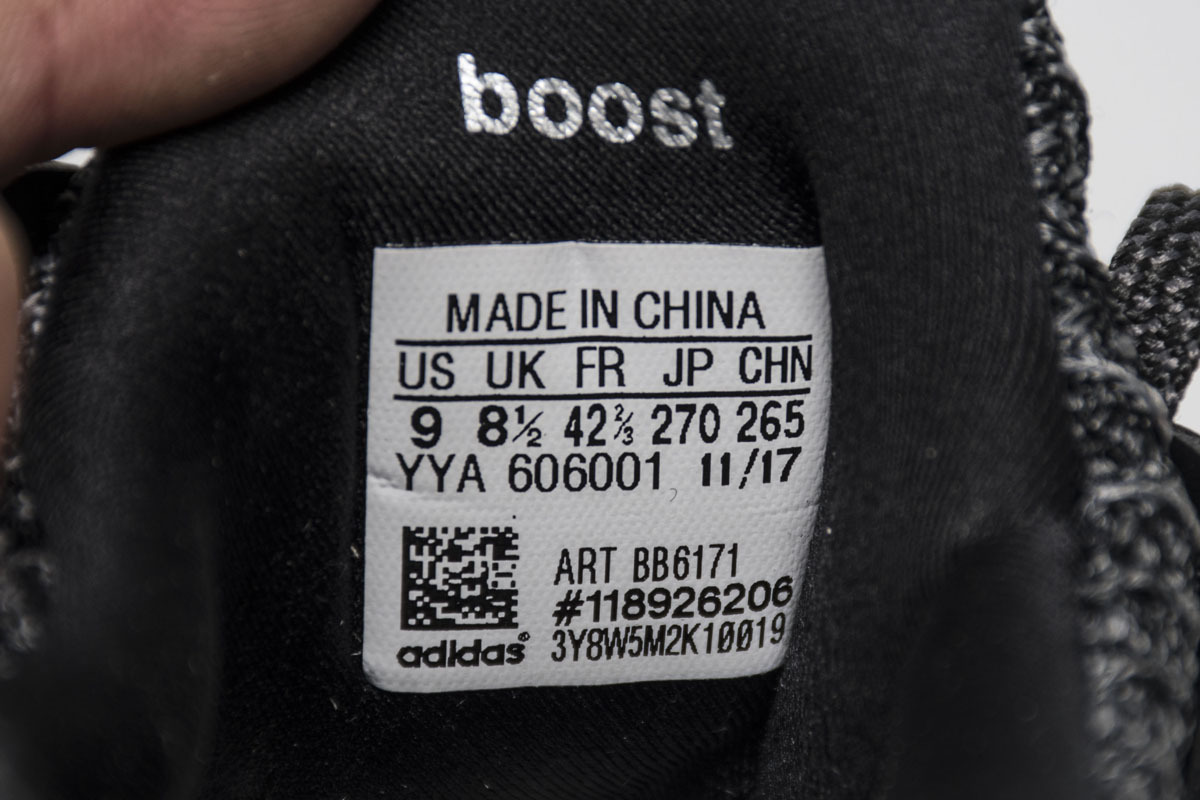 boost
MADE IN CHINA
US UK FR JP CHN
9 8½ 42⅔ 270 265
YYA 606001 11/17
ART BB6171
#118926206
adidas® 3Y8W5M2K10019